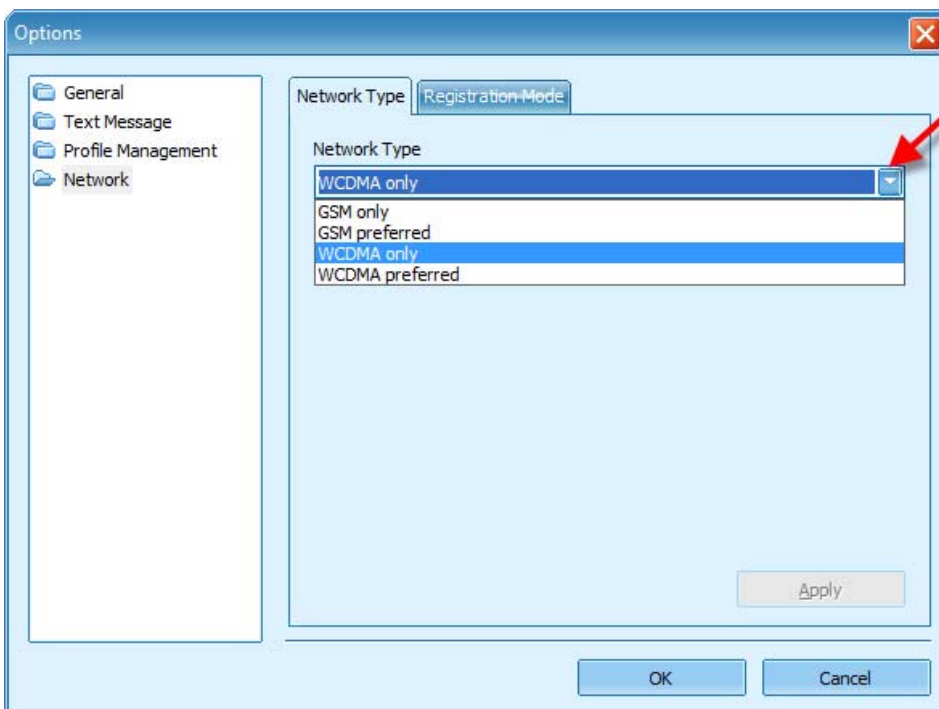 Options
General
Text Message
Profile Management
Network
Network Type
Registration Mode
Network Type
WCDMA only
GSM only
GSM preferred
WCDMA only
WCDMA preferred
Apply
OK
Cancel